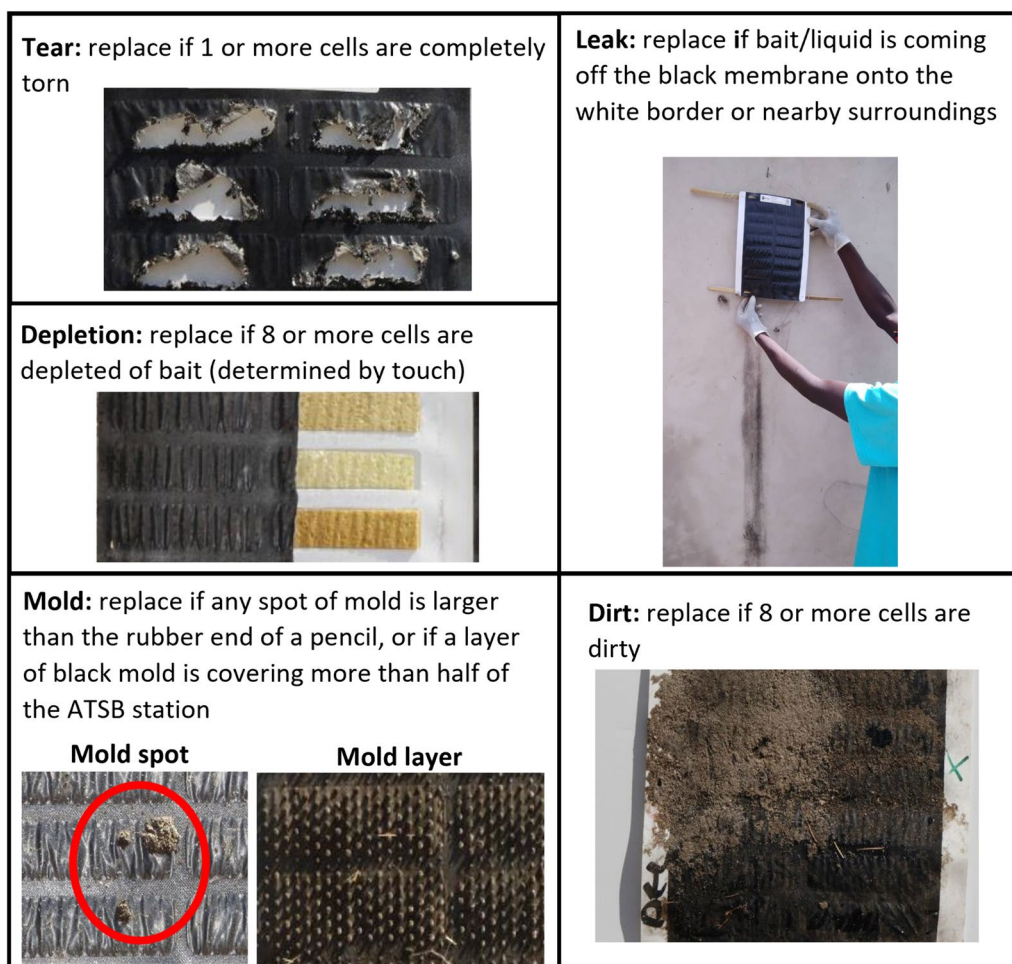 Tear: replace if 1 or more cells are completely
torn
Leak: replace if bait/liquid is coming
off the black membrane onto the
white border or nearby surroundings
Depletion: replace if 8 or more cells are
depleted of bait (determined by touch)
Mold: replace if any spot of mold is larger
than the rubber end of a pencil, or if a layer
of black mold is covering more than half of
the ATSB station
Mold spot
Mold layer
Dirt: replace if 8 or more cells are
dirty